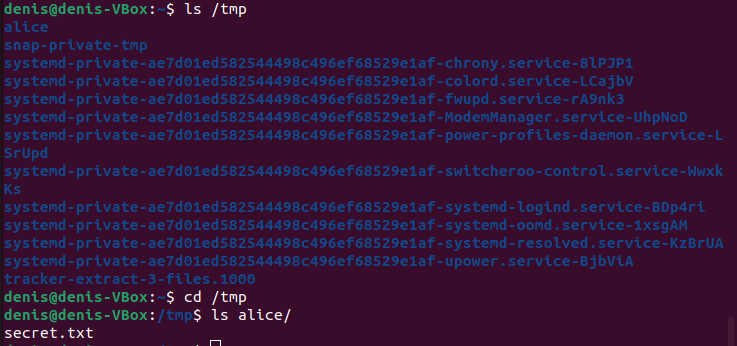 denis@denis-VBox:~$ ls /tmp
alice
snap-private-tmp
systemd-private-ae7d01ed582544498c496ef68529e1af-chrony.service-8lPJP1
systemd-private-ae7d01ed582544498c496ef68529e1af-colord.service-LCajbV
systemd-private-ae7d01ed582544498c496ef68529e1af-fwupd.service-rA9nk3
systemd-private-ae7d01ed582544498c496ef68529e1af-ModemManager.service-UhpNoD
systemd-private-ae7d01ed582544498c496ef68529e1af-power-profiles-daemon.service-L
SrUpd
systemd-private-ae7d01ed582544498c496ef68529e1af-switcheroo-control.service-Wwxk
Ks
systemd-private-ae7d01ed582544498c496ef68529e1af-systemd-logind.service-BDp4ri
systemd-private-ae7d01ed582544498c496ef68529e1af-systemd-oomd.service-1xsgAM
systemd-private-ae7d01ed582544498c496ef68529e1af-systemd-resolved.service-KzBrUA
systemd-private-ae7d01ed582544498c496ef68529e1af-upower.service-BjbViA
tracker-extract-3-files.1000
denis@denis-VBox:~$ cd /tmp
denis@denis-VBox:/tmp$ ls alice/
secret.txt